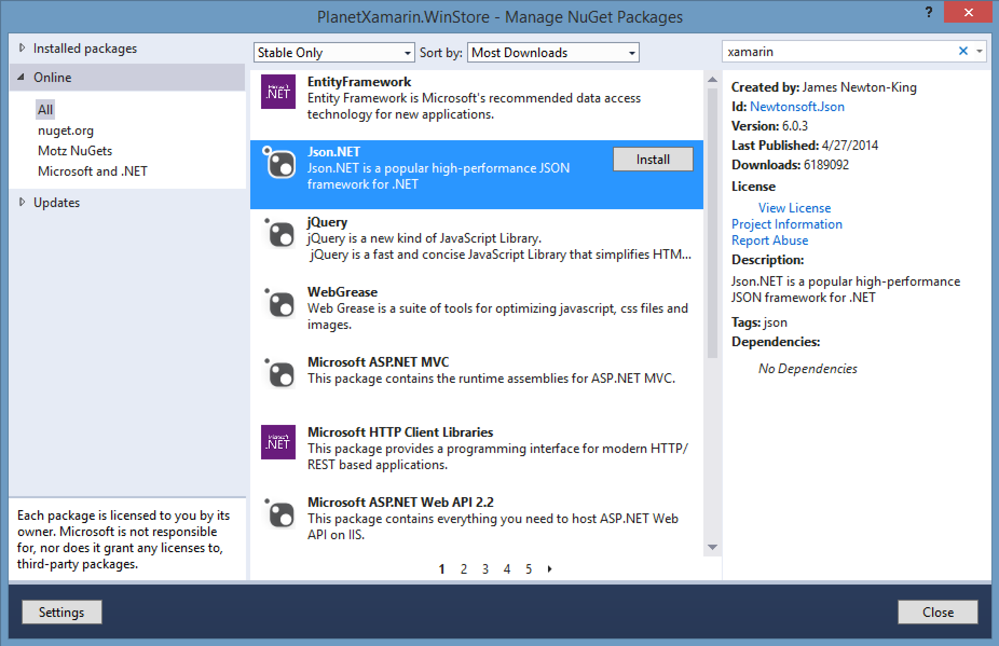 PlanetXamarin.WinStore - Manage NuGet Packages
?
Installed packages
Online
All
nuget.org
Motz NuGets
Microsoft and .NET
Updates
Each package is licensed to you by its
owner. Microsoft is not responsible
for, nor does it grant any licenses to,
third-party packages.
Stable Only
Sort by:
Most Downloads
Microsoft
.NET
EntityFramework
Entity Framework is Microsoft's recommended data access
technology for new applications.
Json.NET
Json.NET is a popular high-performance JSON
framework for .NET
Install
jQuery
jQuery is a new kind of JavaScript Library.
jQuery is a fast and concise JavaScript Library that simplifies HTM...
WebGrease
Web Grease is a suite of tools for optimizing javascript, css files and
images.
Microsoft ASP.NET MVC
This package contains the runtime assemblies for ASP.NET MVC.
Microsoft
.NET
Microsoft HTTP Client Libraries
This package provides a programming interface for modern HTTP/
REST based applications.
Microsoft ASP.NET Web API 2.2
This package contains everything you need to host ASP.NET Web
API on IIS.
1 2 3 4 5
xamarin
Created by: James Newton-King
Id: Newtonsoft.Json
Version: 6.0.3
Last Published: 4/27/2014
Downloads: 6189092
License
View License
Project Information
Report Abuse
Description:
Json.NET is a popular high-performance
JSON framework for .NET
Tags: json
Dependencies:
No Dependencies
Settings
Close